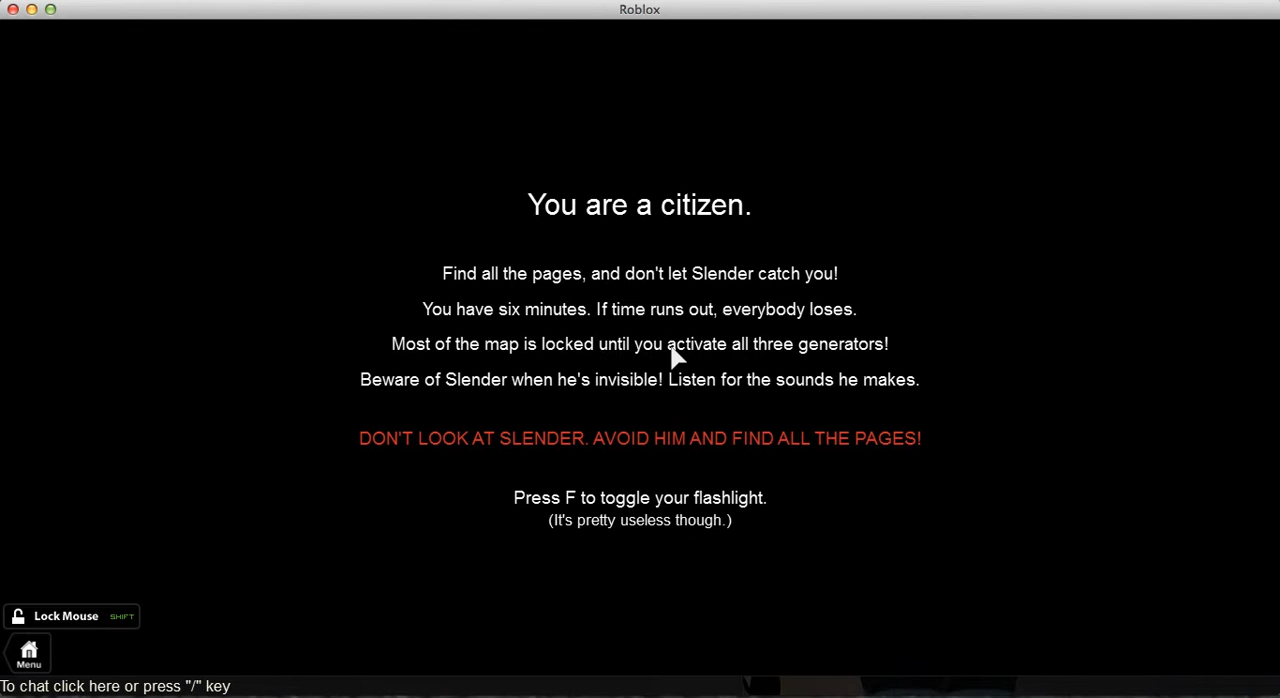 Roblox
You are a citizen.
Find all the pages, and don't let Slender catch you!
You have six minutes. If time runs out, everybody loses.
Most of the map is locked until you activate all three generators!
Beware of Slender when he's invisible! Listen for the sounds he makes.
DON'T LOOK AT SLENDER. AVOID HIM AND FIND ALL THE PAGES!
Press F to toggle your flashlight.
(It's pretty useless though.)
Lock Mouse SHIFT
Menu
To chat click here or press "/" key